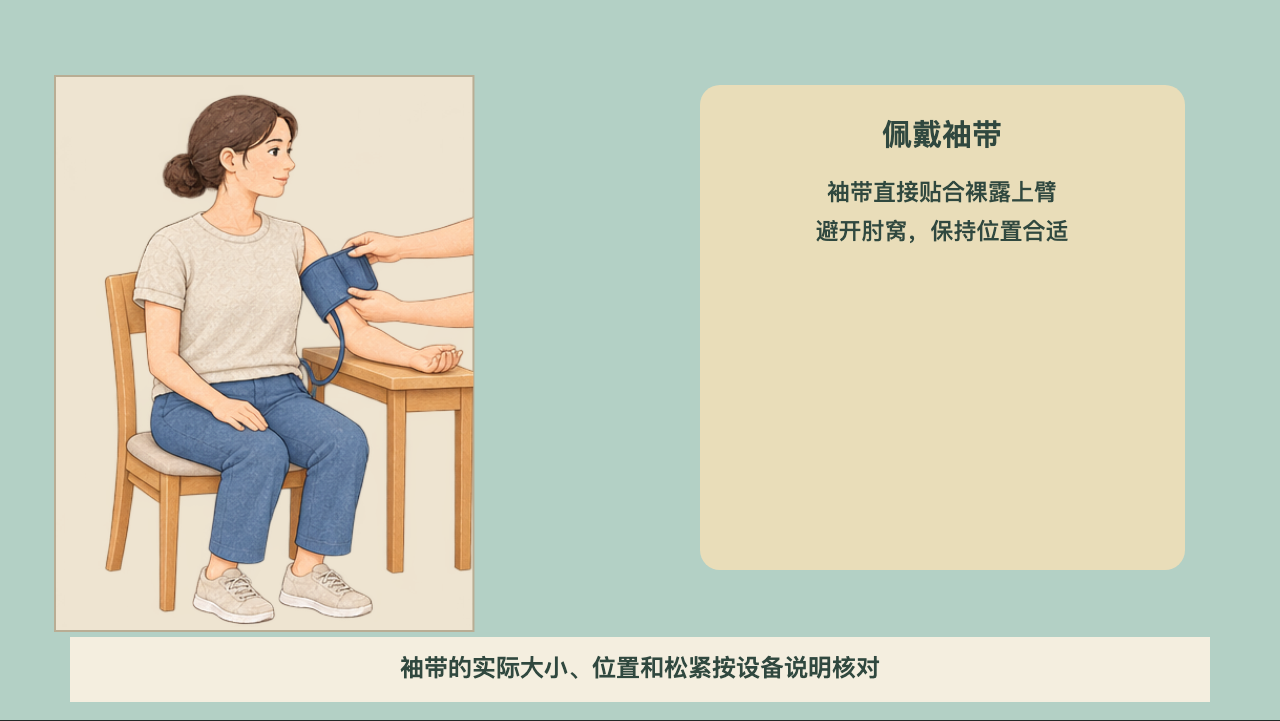 佩戴袖带
袖带直接贴合裸露上臂
避开肘窝，保持位置合适
袖带的实际大小、位置和松紧按设备说明核对